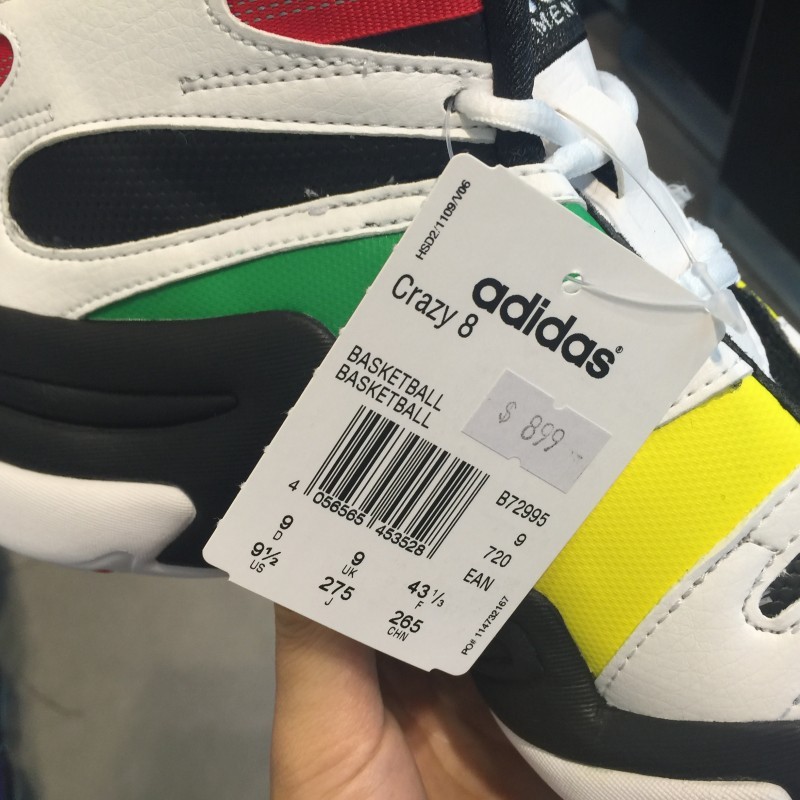 MEN
HSD2/1109/V06
adidas®
Crazy 8
BASKETBALL
BASKETBALL
$ 899 -
4 056565 453528
B72995
9
720
EAN
9
D
9½
US
9
UK
275
J
43⅓
F
265
CHN
PO# 114732167